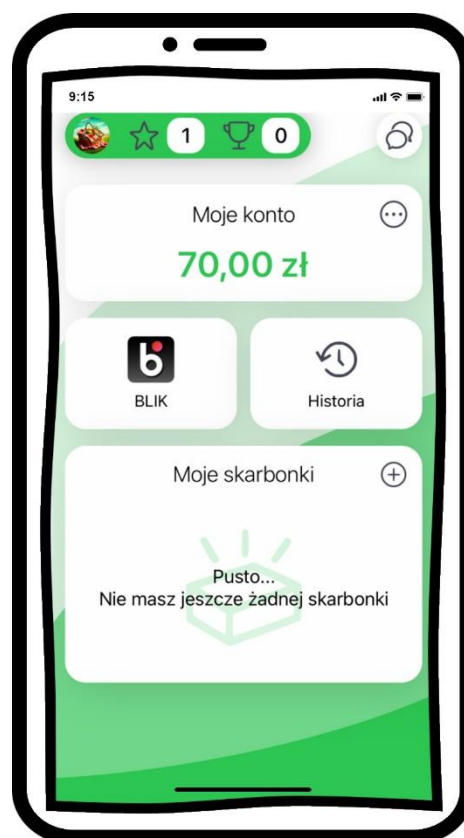 9:15
1 0
Moje konto
70,00 zł
b
BLIK Historia
Moje skarbonki
Pusto...
Nie masz jeszcze żadnej skarbonki